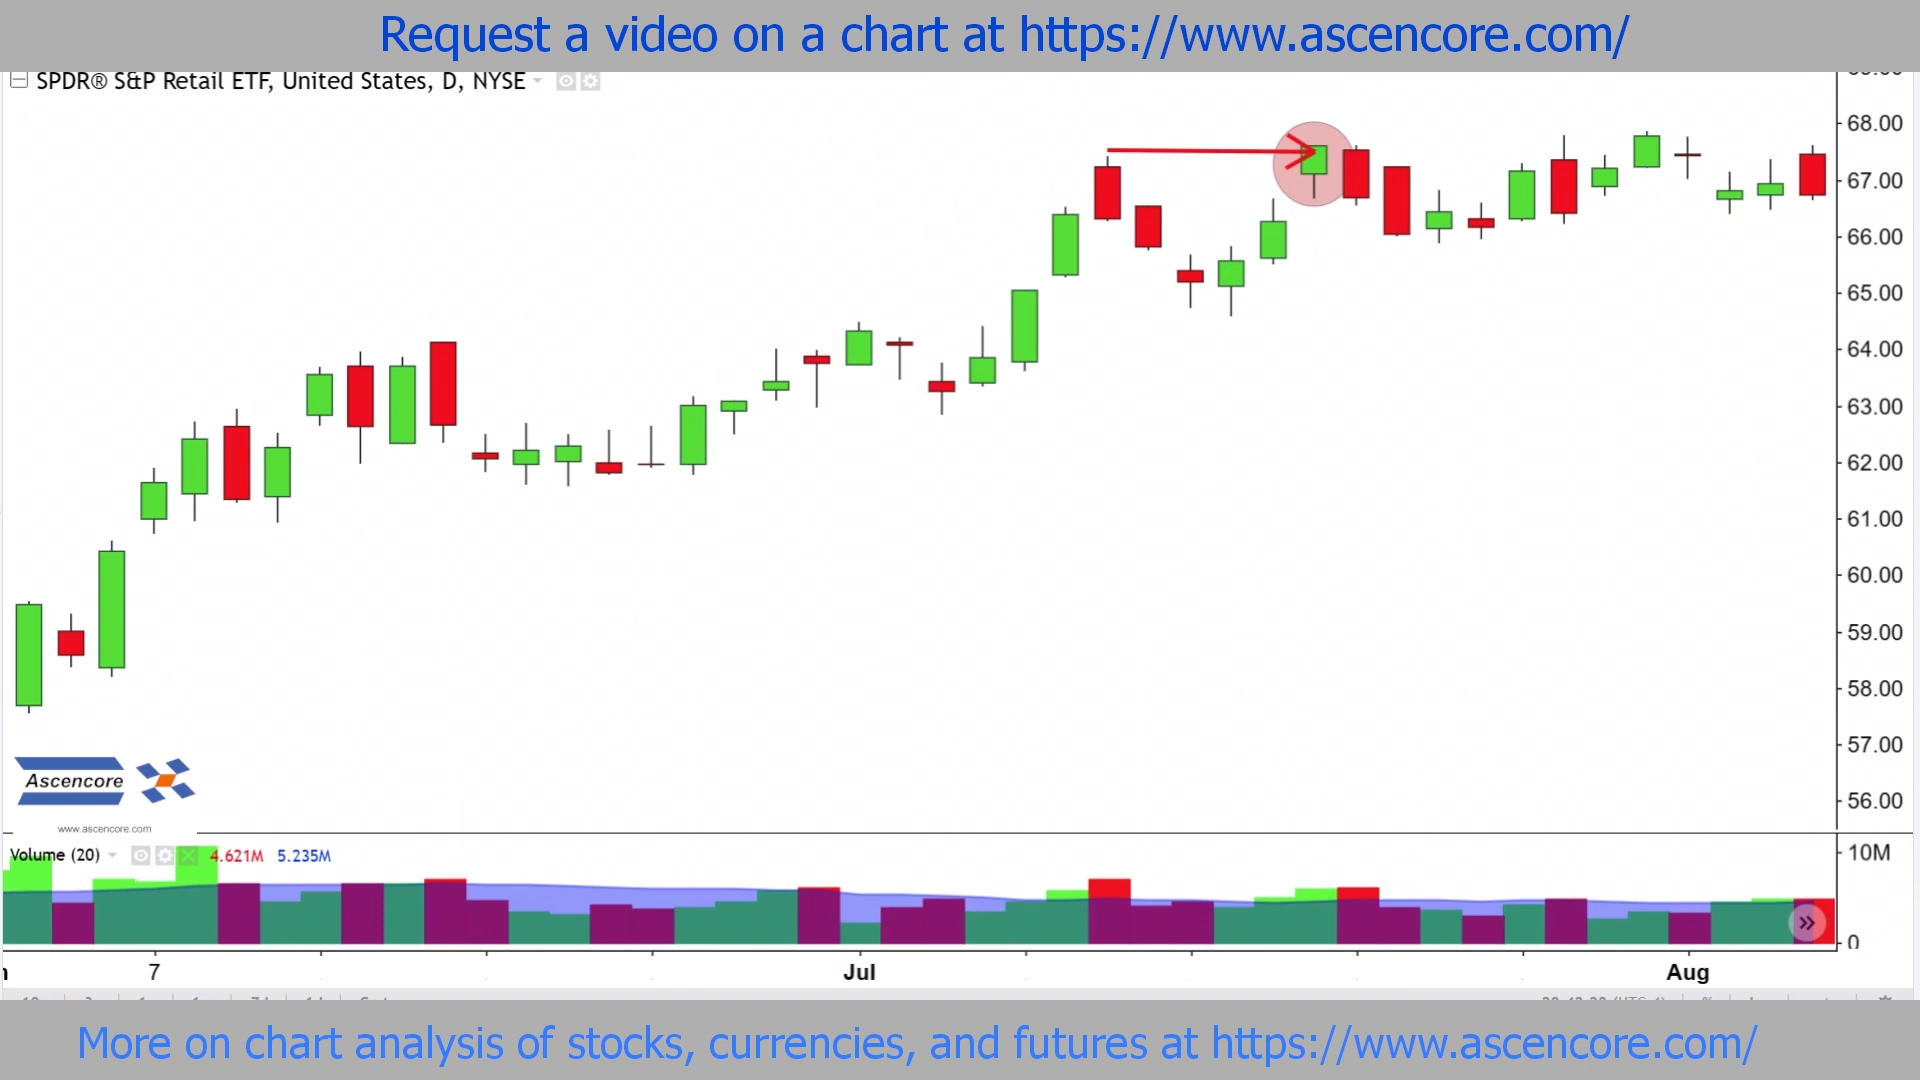 Request a video on a chart at https://www.ascencore.com/
SPDR® S&P Retail ETF, United States, D, NYSE
68.00
67.00
66.00
65.00
64.00
63.00
62.00
61.00
60.00
59.00
58.00
57.00
56.00
Ascencore
www.ascencore.com
Volume (20) 4.621M 5.235M
10M
0
7 Jul Aug
More on chart analysis of stocks, currencies, and futures at https://www.ascencore.com/